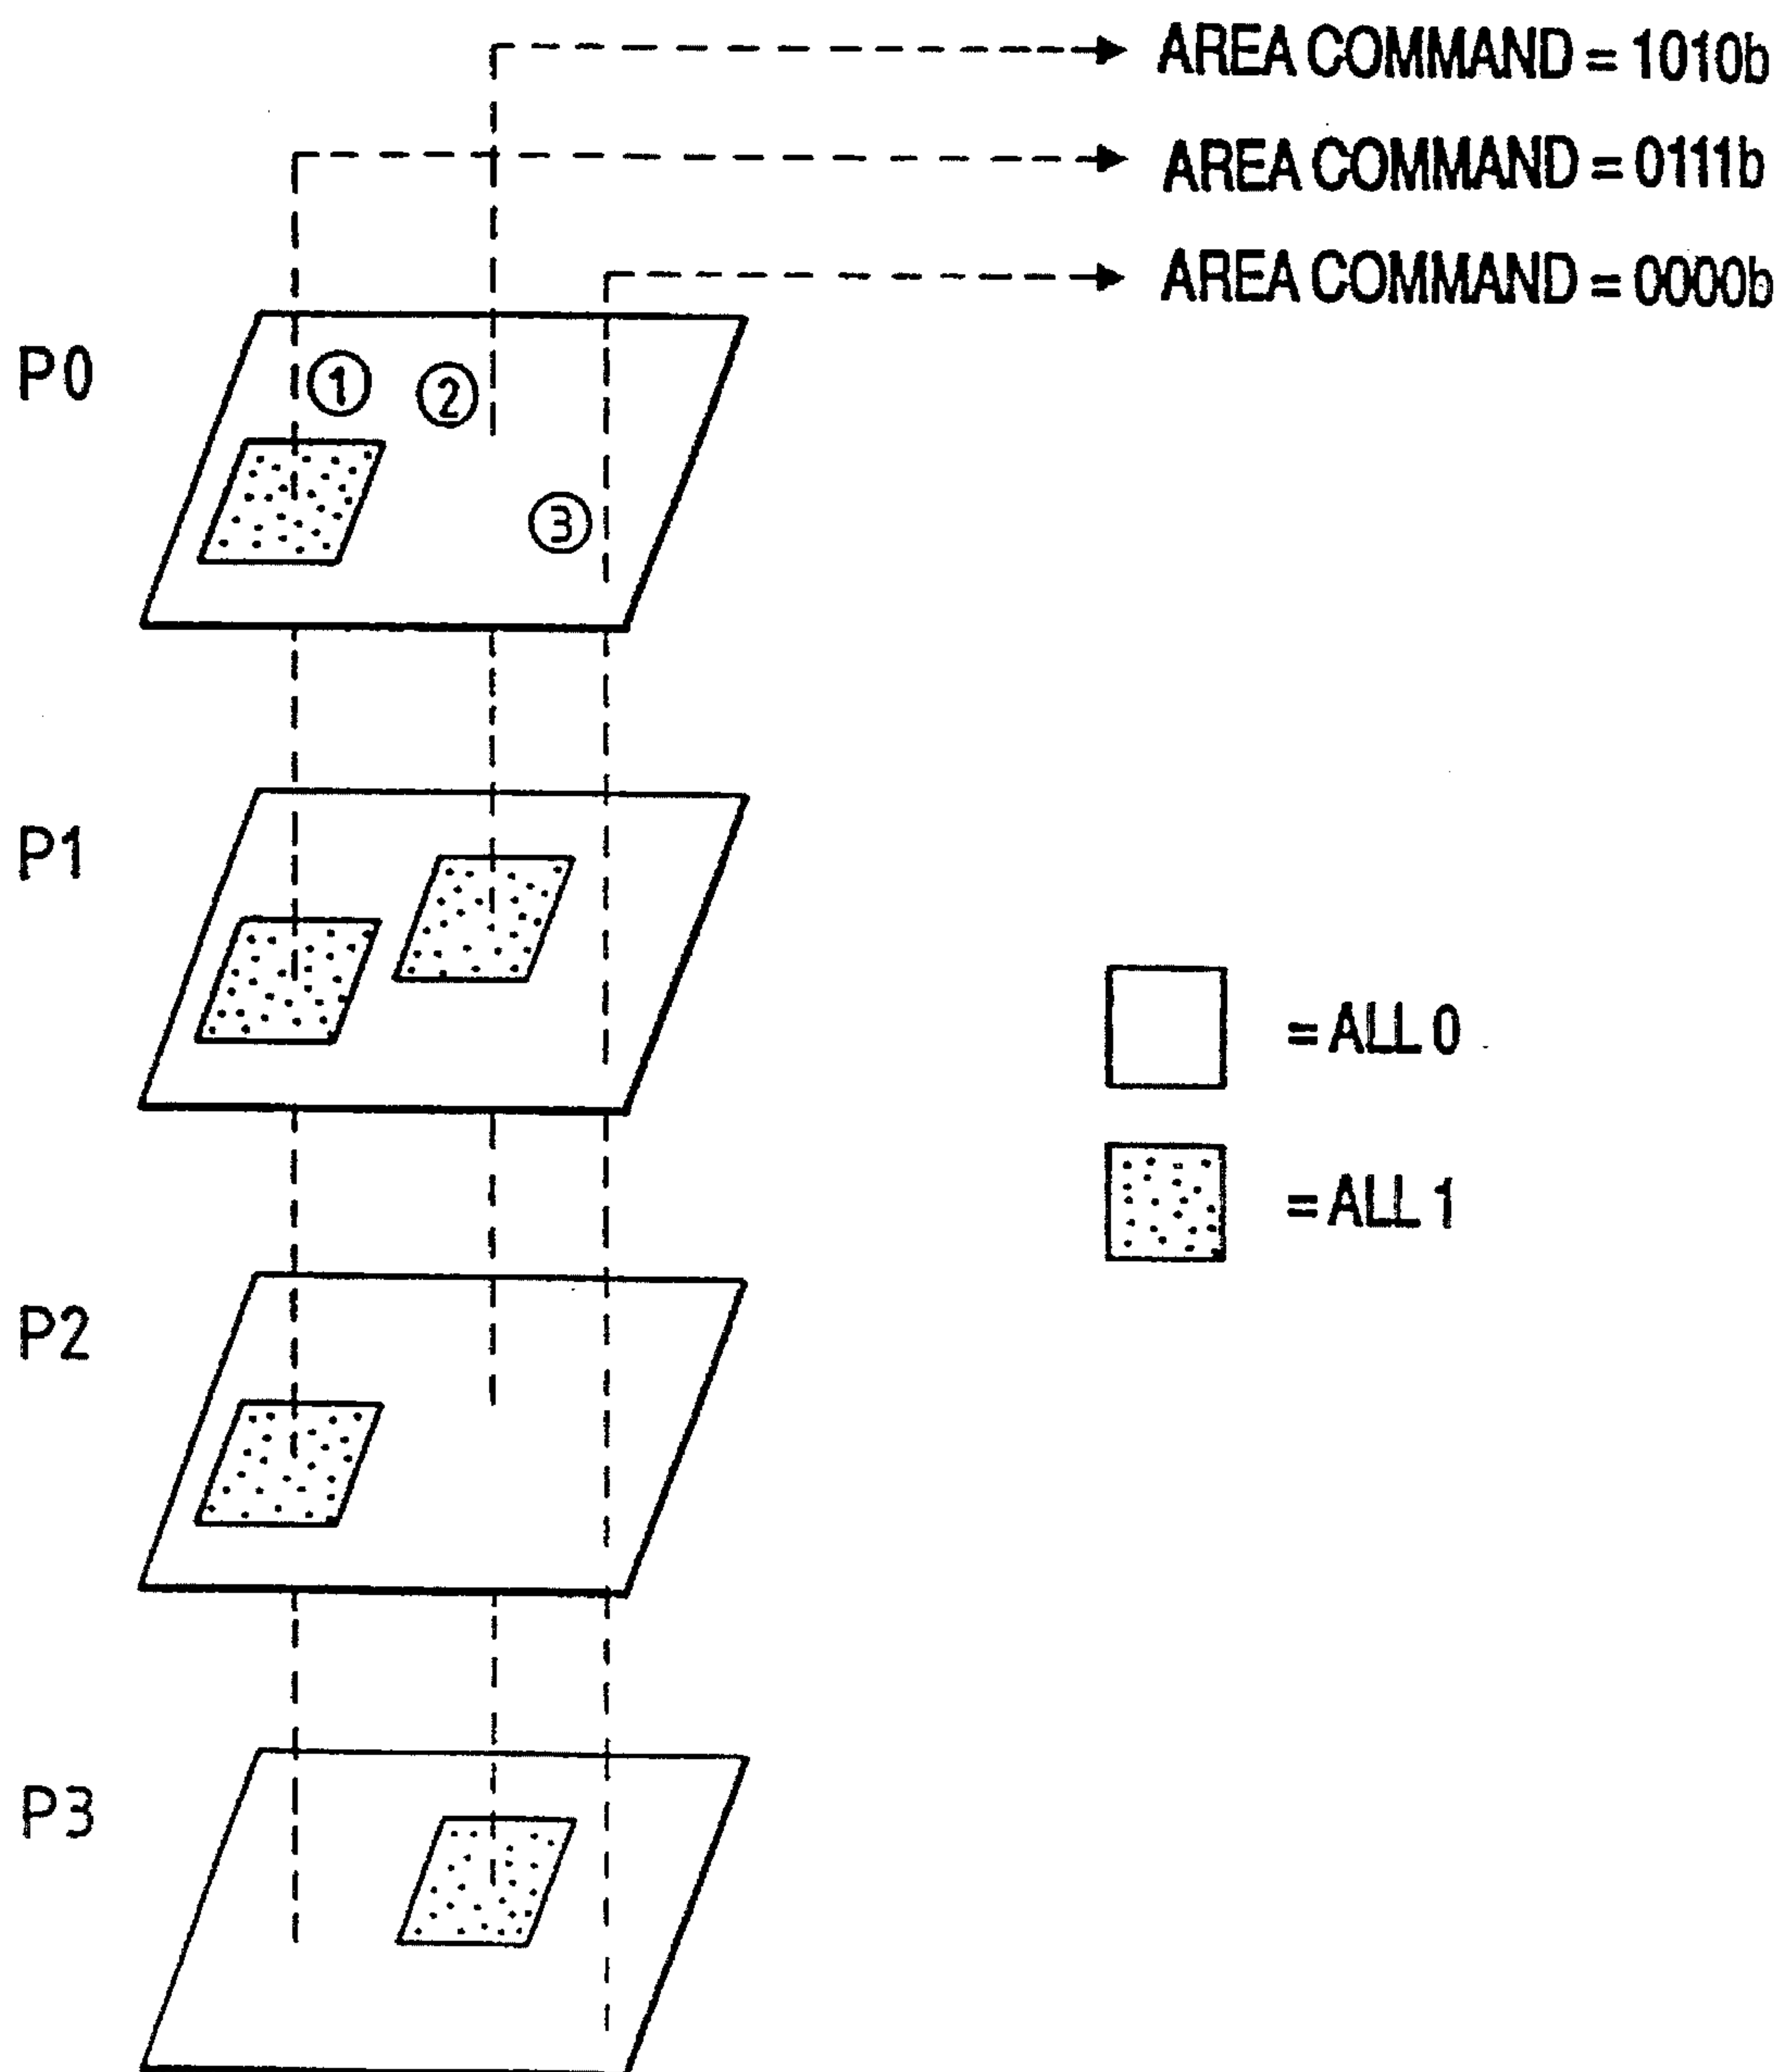 AREA COMMAND = 1010b
AREA COMMAND = 0111b
AREA COMMAND = 0000b
P0
①
②
③
P1
= ALL 0
= ALL 1
P2
P3